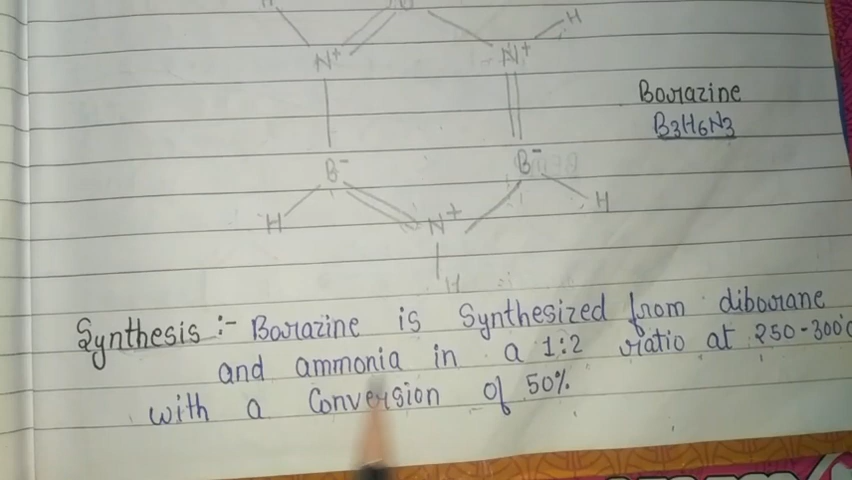 H
N+
N+
H
Borazine
B3H6N3
B-
B-
H
N+
H
H
Synthesis :- Borazine is Synthesized from diborane
and ammonia in a 1:2 ratio at 250-300°C
with a Conversion of 50%